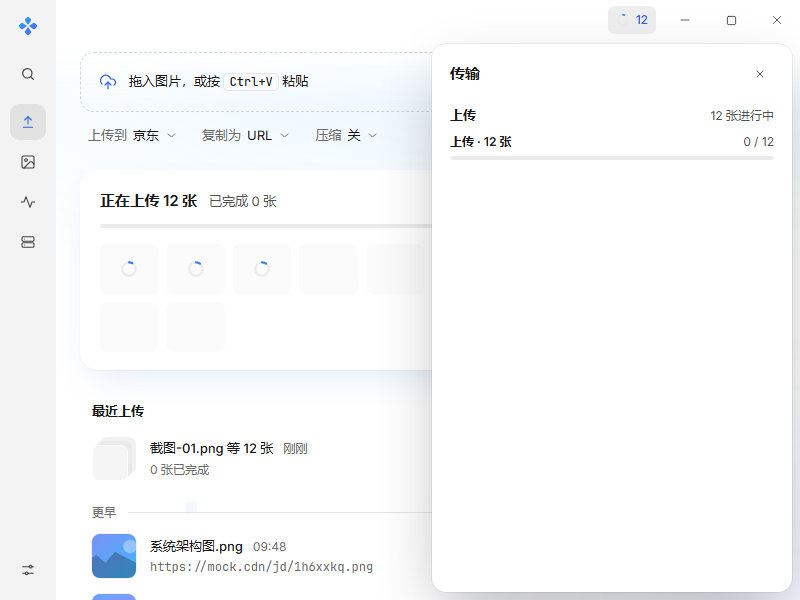 12
拖入图片，或按 Ctrl+V 粘贴
上传到 京东 复制为 URL 压缩 关
正在上传 12 张 已完成 0 张
最近上传
截图-01.png 等 12 张 刚刚
0 张已完成
更早
系统架构图.png 09:48
https://mock.cdn/jd/1h6xxkq.png
传输
上传 12 张进行中
上传 · 12 张 0 / 12